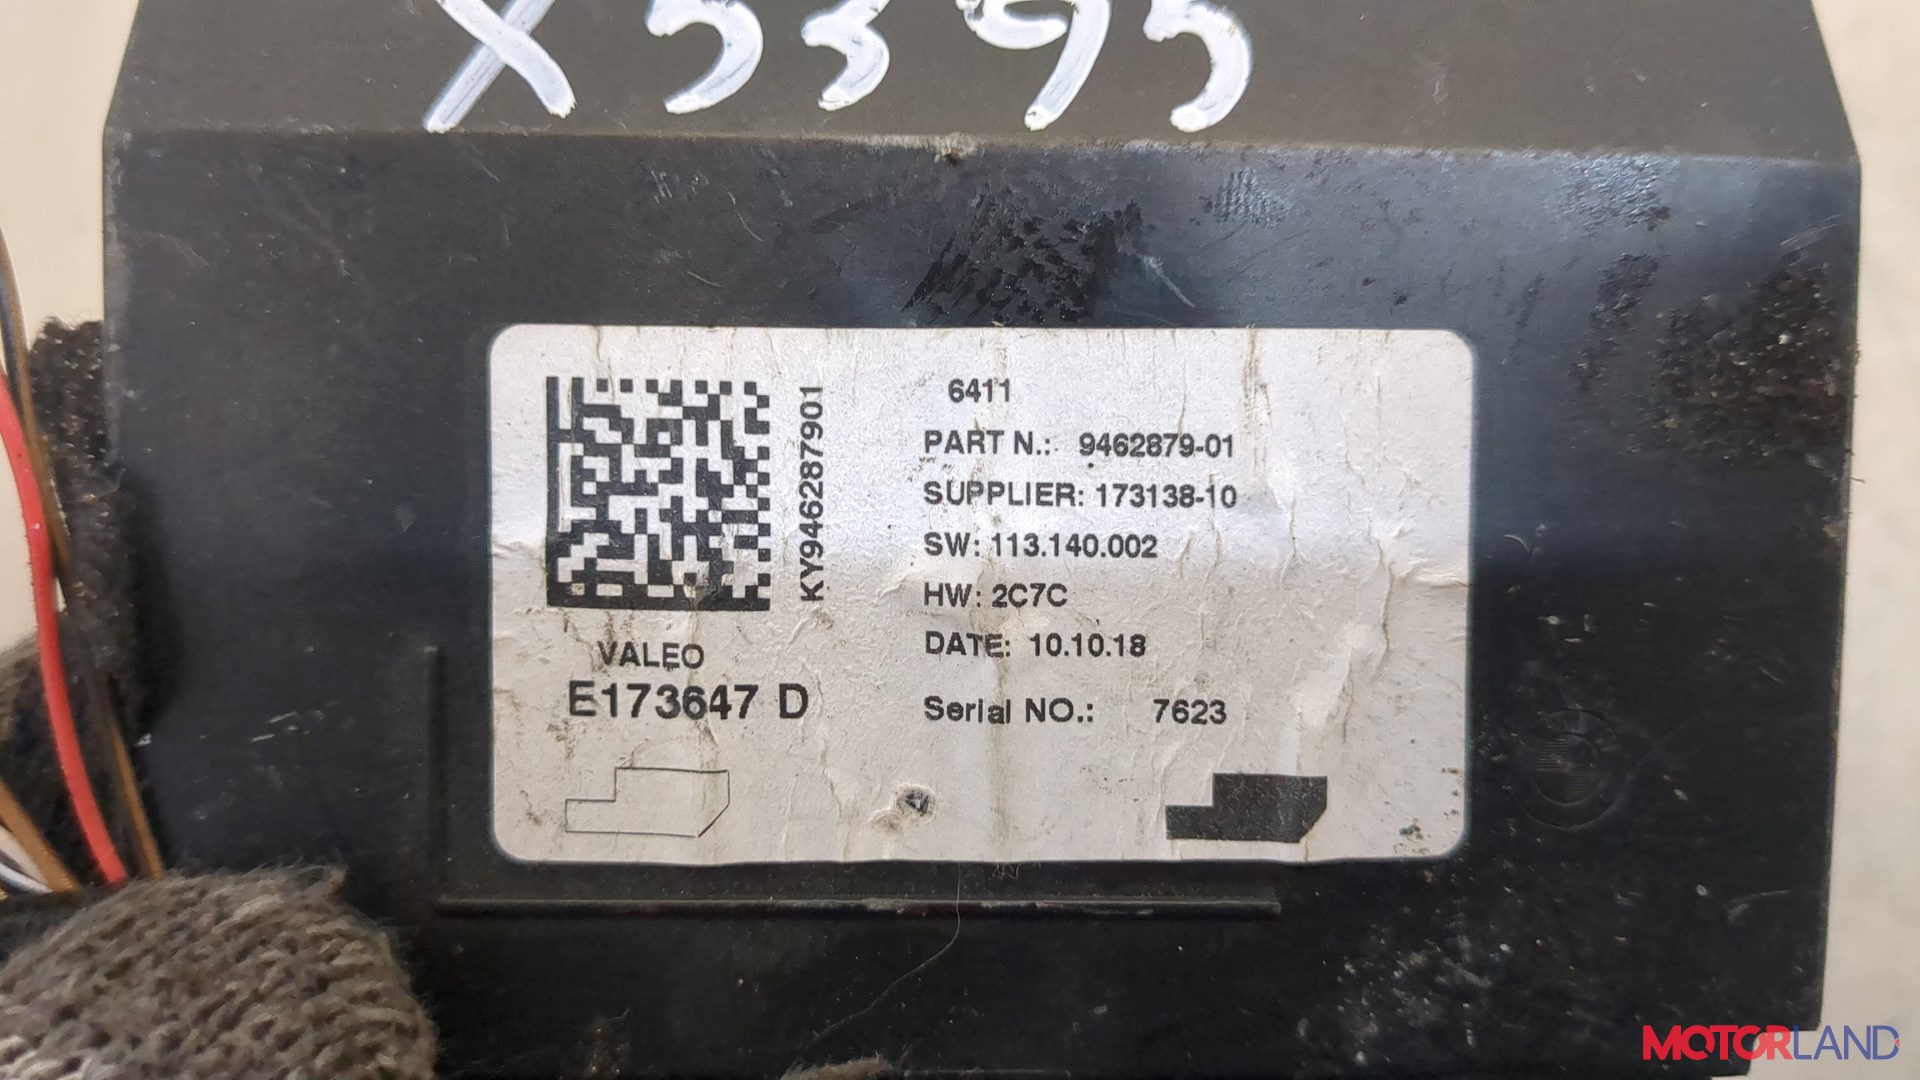 X5395
6411
PART N.: 9462879-01
SUPPLIER: 173138-10
SW: 113.140.002
HW: 2C7C
DATE: 10.10.18
Serial NO.: 7623
KY946287901
VALEO
E173647 D
MOTORLAND